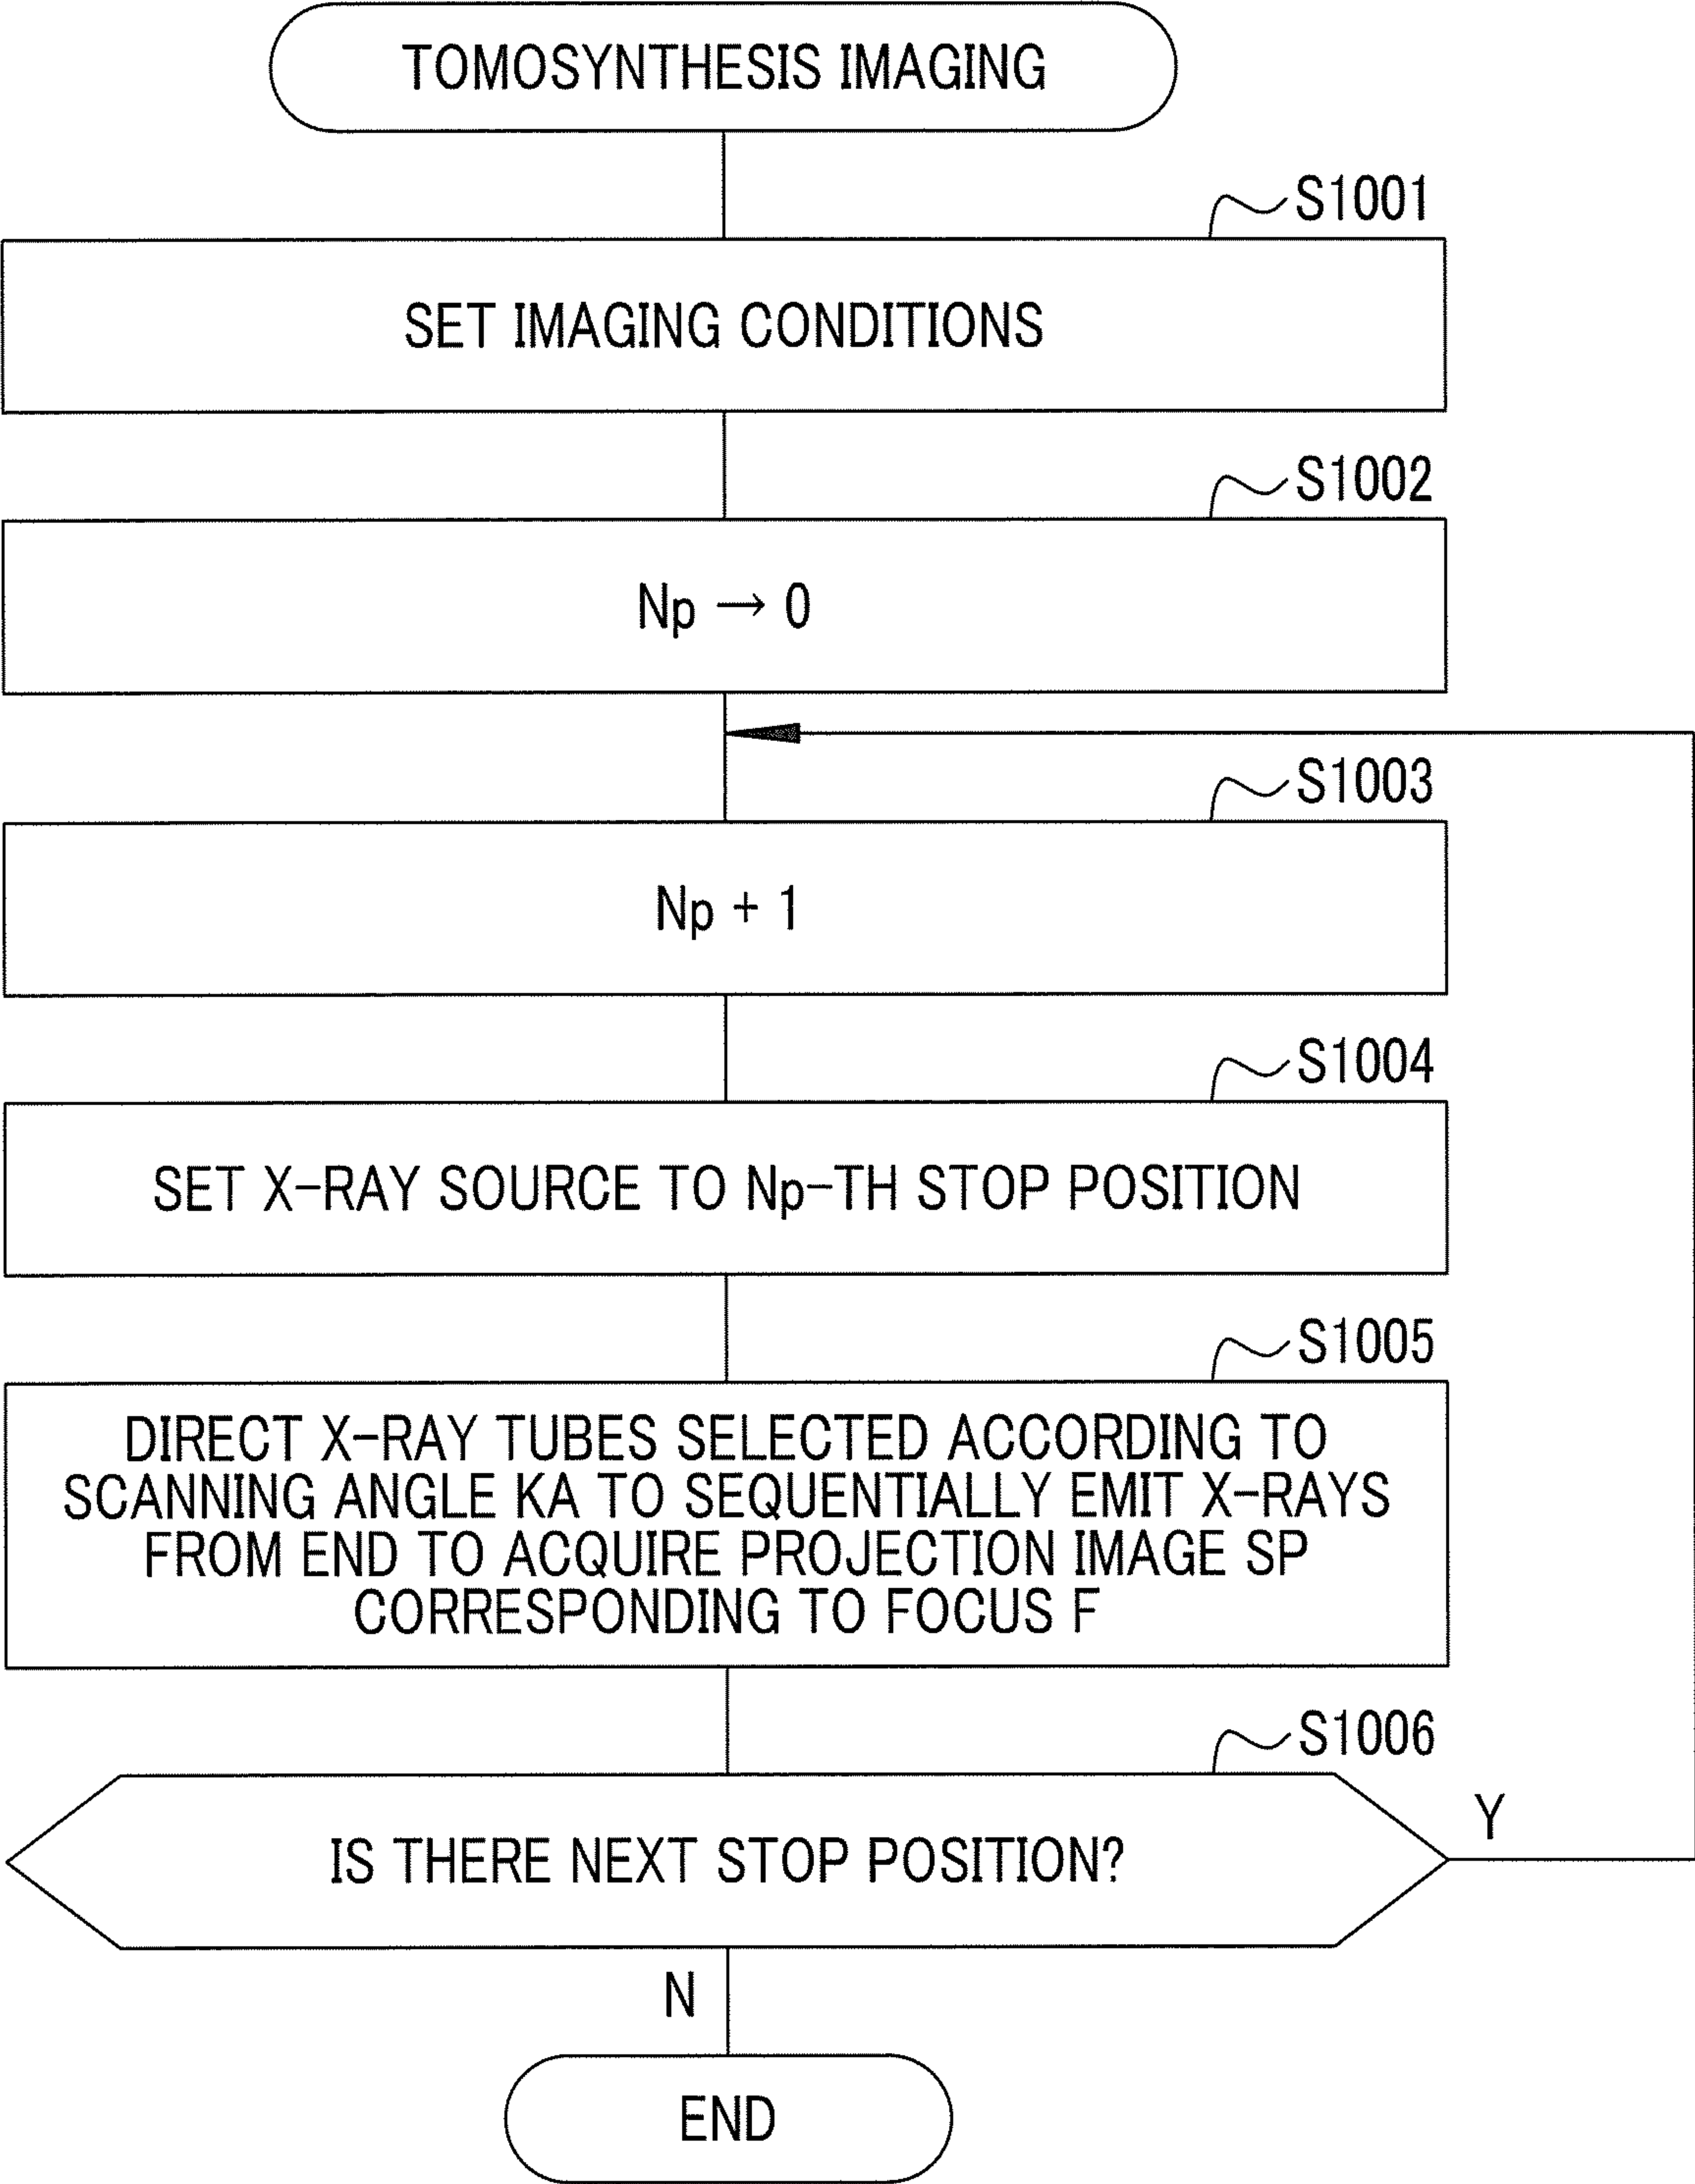 TOMOSYNTHESIS IMAGING
S1001
SET IMAGING CONDITIONS
S1002
Np → 0
S1003
Np + 1
S1004
SET X-RAY SOURCE TO Np-TH STOP POSITION
S1005
DIRECT X-RAY TUBES SELECTED ACCORDING TO
SCANNING ANGLE KA TO SEQUENTIALLY EMIT X-RAYS
FROM END TO ACQUIRE PROJECTION IMAGE SP
CORRESPONDING TO FOCUS F
S1006
Y
IS THERE NEXT STOP POSITION?
N
END